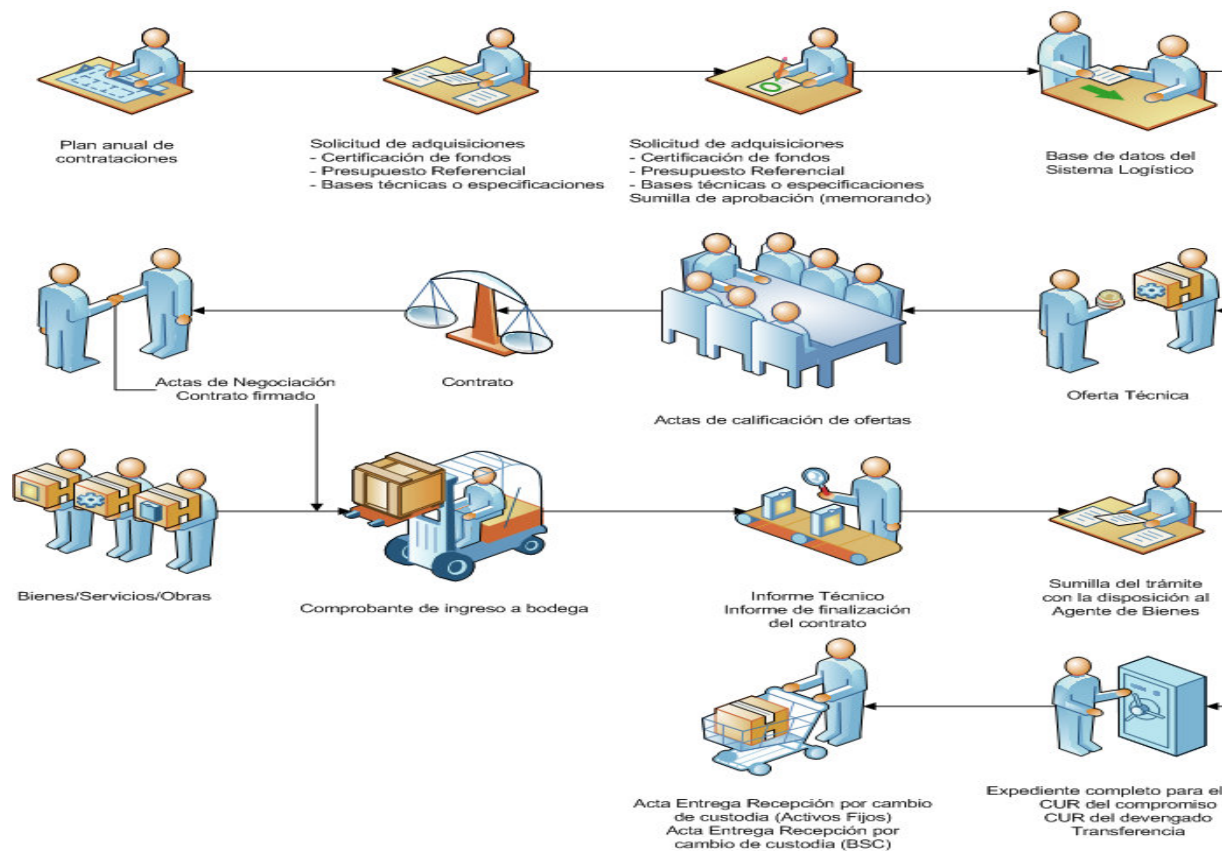 Plan anual de
contrataciones
Solicitud de adquisiciones
- Certificación de fondos
- Presupuesto Referencial
- Bases técnicas o especificaciones
Solicitud de adquisiciones
- Certificación de fondos
- Presupuesto Referencial
- Bases técnicas o especificaciones
Sumilla de aprobación (memorando)
Base de datos del
Sistema Logístico
Actas de Negociación
Contrato firmado
Contrato
Actas de calificación de ofertas
Oferta Técnica
Bienes/Servicios/Obras
Comprobante de ingreso a bodega
Informe Técnico
Informe de finalización
del contrato
Sumilla del trámite
con la disposición al
Agente de Bienes
Acta Entrega Recepción por cambio
de custodia (Activos Fijos)
Acta Entrega Recepción por
cambio de custodia (BSC)
Expediente completo para el
CUR del compromiso
CUR del devengado
Transferencia